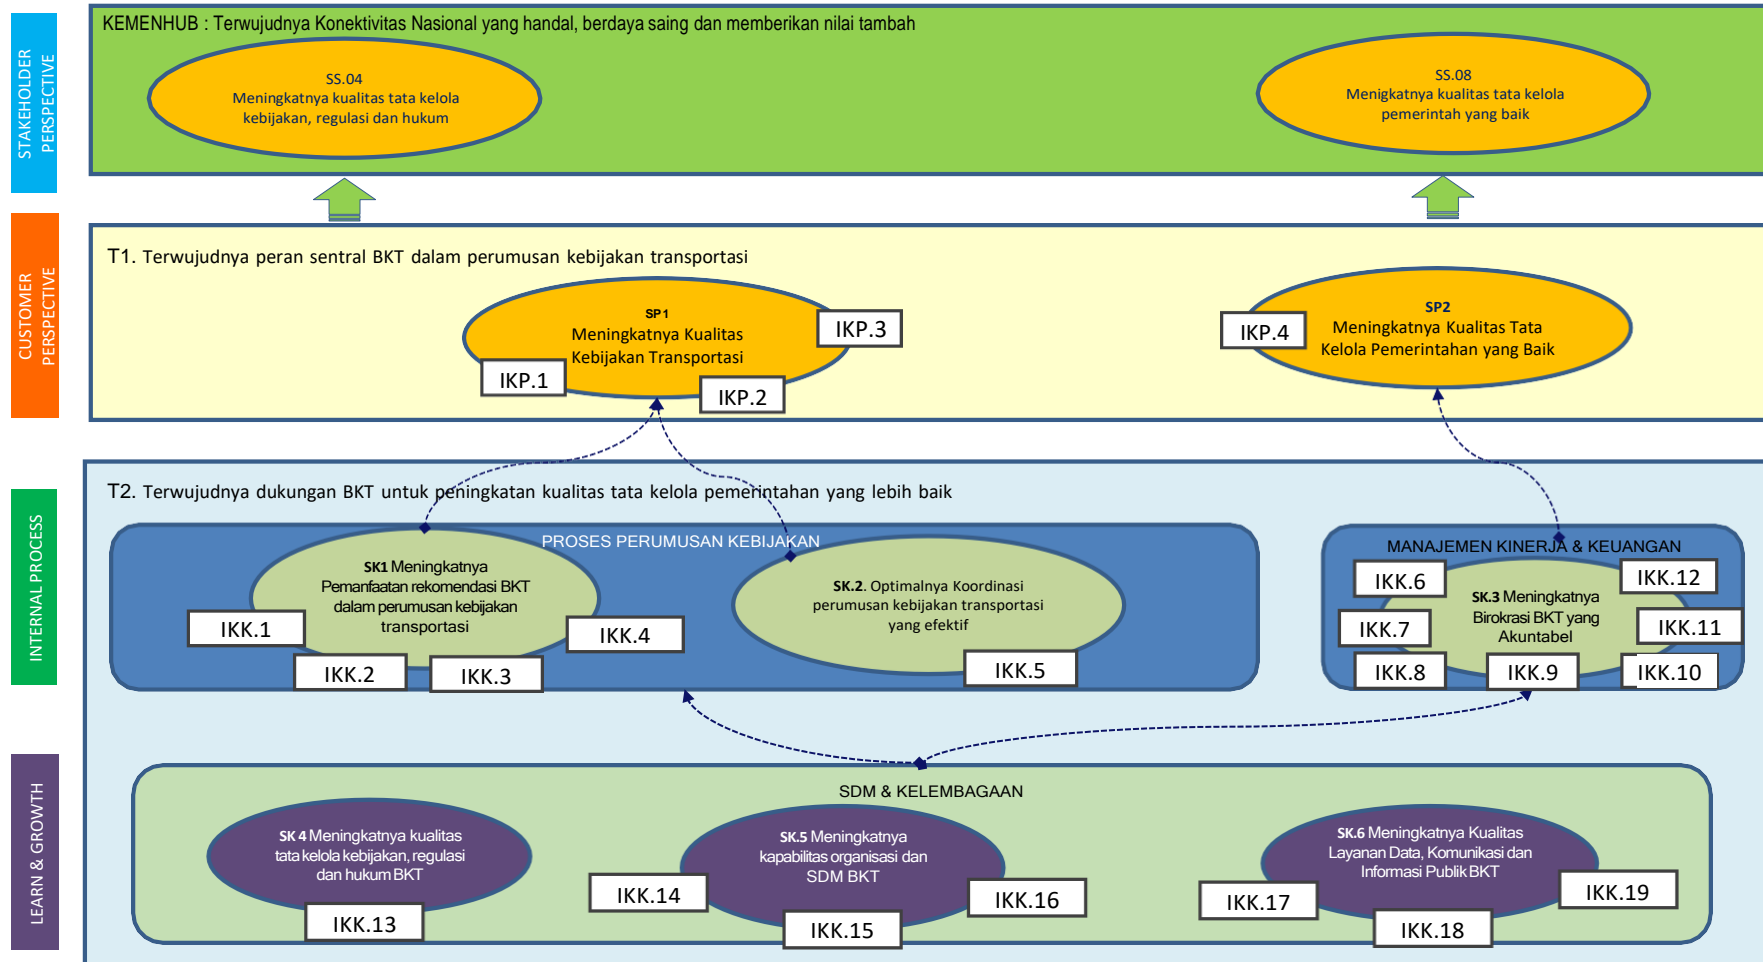 STAKEHOLDER
PERSPECTIVE
KEMENHUB : Terwujudnya Konektivitas Nasional yang handal, berdaya saing dan memberikan nilai tambah
SS.04
Meningkatnya kualitas tata kelola
kebijakan, regulasi dan hukum
SS.08
Menigkatnya kualitas tata kelola
pemerintah yang baik
CUSTOMER
PERSPECTIVE
T1. Terwujudnya peran sentral BKT dalam perumusan kebijakan transportasi
SP1
Meningkatnya Kualitas
Kebijakan Transportasi
IKP.1
IKP.2
IKP.3
IKP.4
SP2
Meningkatnya Kualitas Tata
Kelola Pemerintahan yang Baik
INTERNAL PROCESS
T2. Terwujudnya dukungan BKT untuk peningkatan kualitas tata kelola pemerintahan yang lebih baik
PROSES PERUMUSAN KEBIJAKAN
SK1 Meningkatnya
Pemanfaatan rekomendasi BKT
dalam perumusan kebijakan
transportasi
IKK.1
IKK.2
IKK.3
IKK.4
SK.2. Optimalnya Koordinasi
perumusan kebijakan transportasi
yang efektif
IKK.5
MANAJEMEN KINERJA & KEUANGAN
IKK.6
IKK.7
IKK.8
SK.3 Meningkatnya
Birokrasi BKT yang
Akuntabel
IKK.9
IKK.10
IKK.11
IKK.12
LEARN & GROWTH
SDM & KELEMBAGAAN
SK 4 Meningkatnya kualitas
tata kelola kebijakan, regulasi
dan hukum BKT
IKK.13
SK.5 Meningkatnya
kapabilitas organisasi dan
SDM BKT
IKK.14
IKK.15
IKK.16
SK.6 Meningkatnya Kualitas
Layanan Data, Komunikasi dan
Informasi Publik BKT
IKK.17
IKK.18
IKK.19